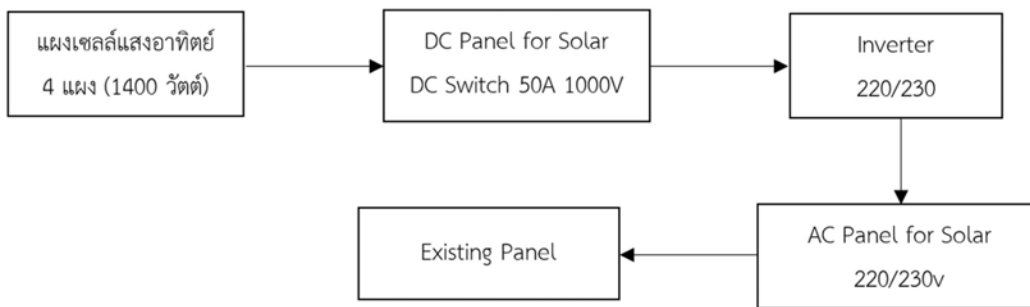 แผงเซลล์แสงอาทิตย์
4 แผง (1400 วัตต์)
DC Panel for Solar
DC Switch 50A 1000V
Inverter
220/230
AC Panel for Solar
220/230v
Existing Panel